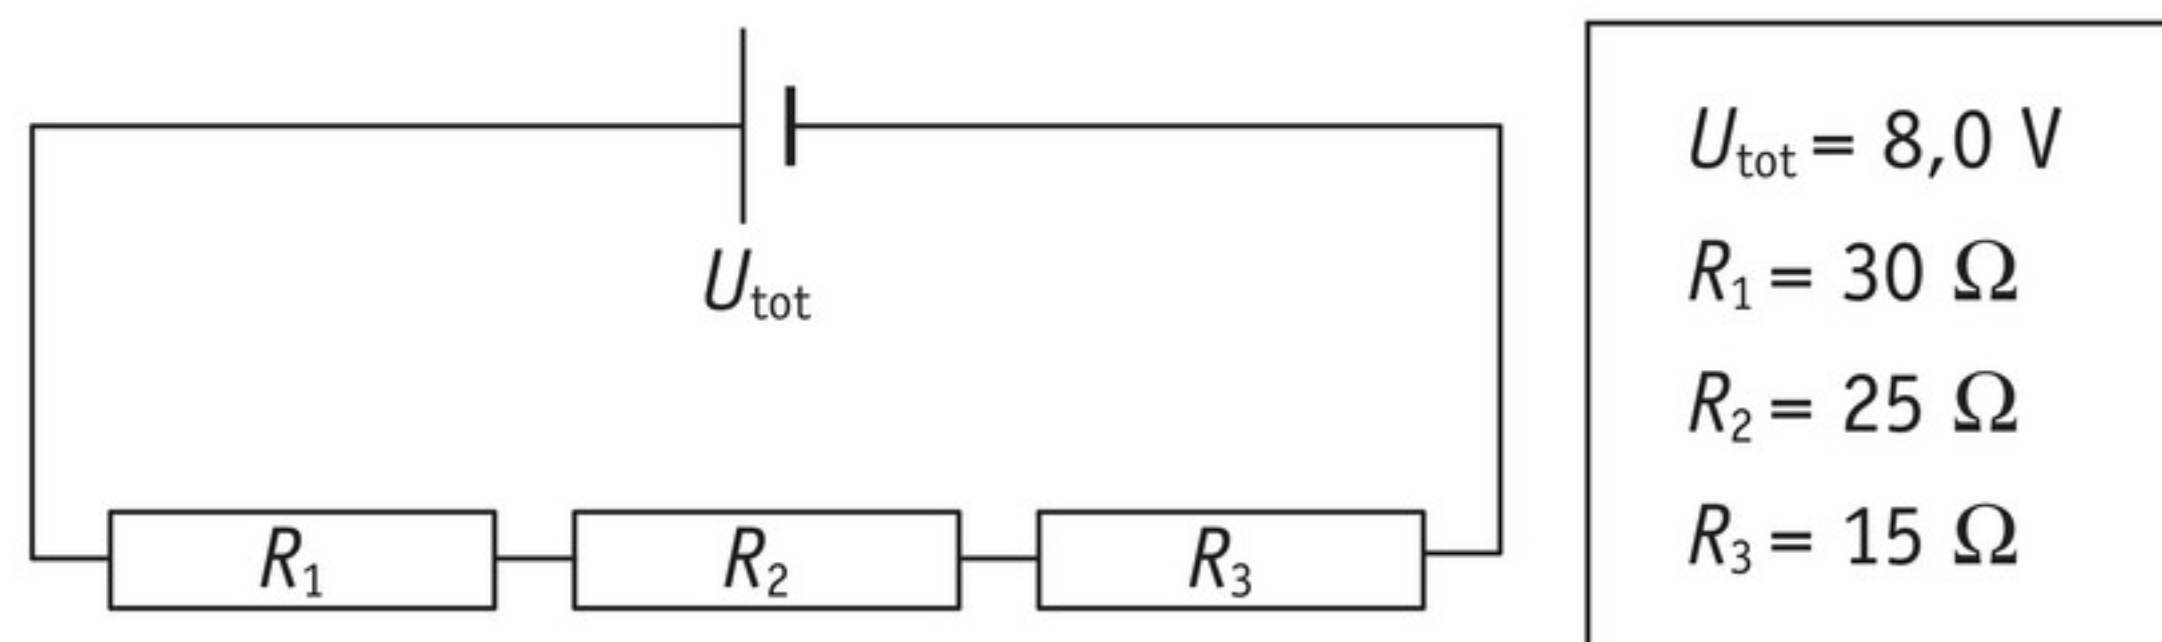 U_tot
R_1
R_2
R_3
U_tot = 8,0 V
R_1 = 30 Ω
R_2 = 25 Ω
R_3 = 15 Ω